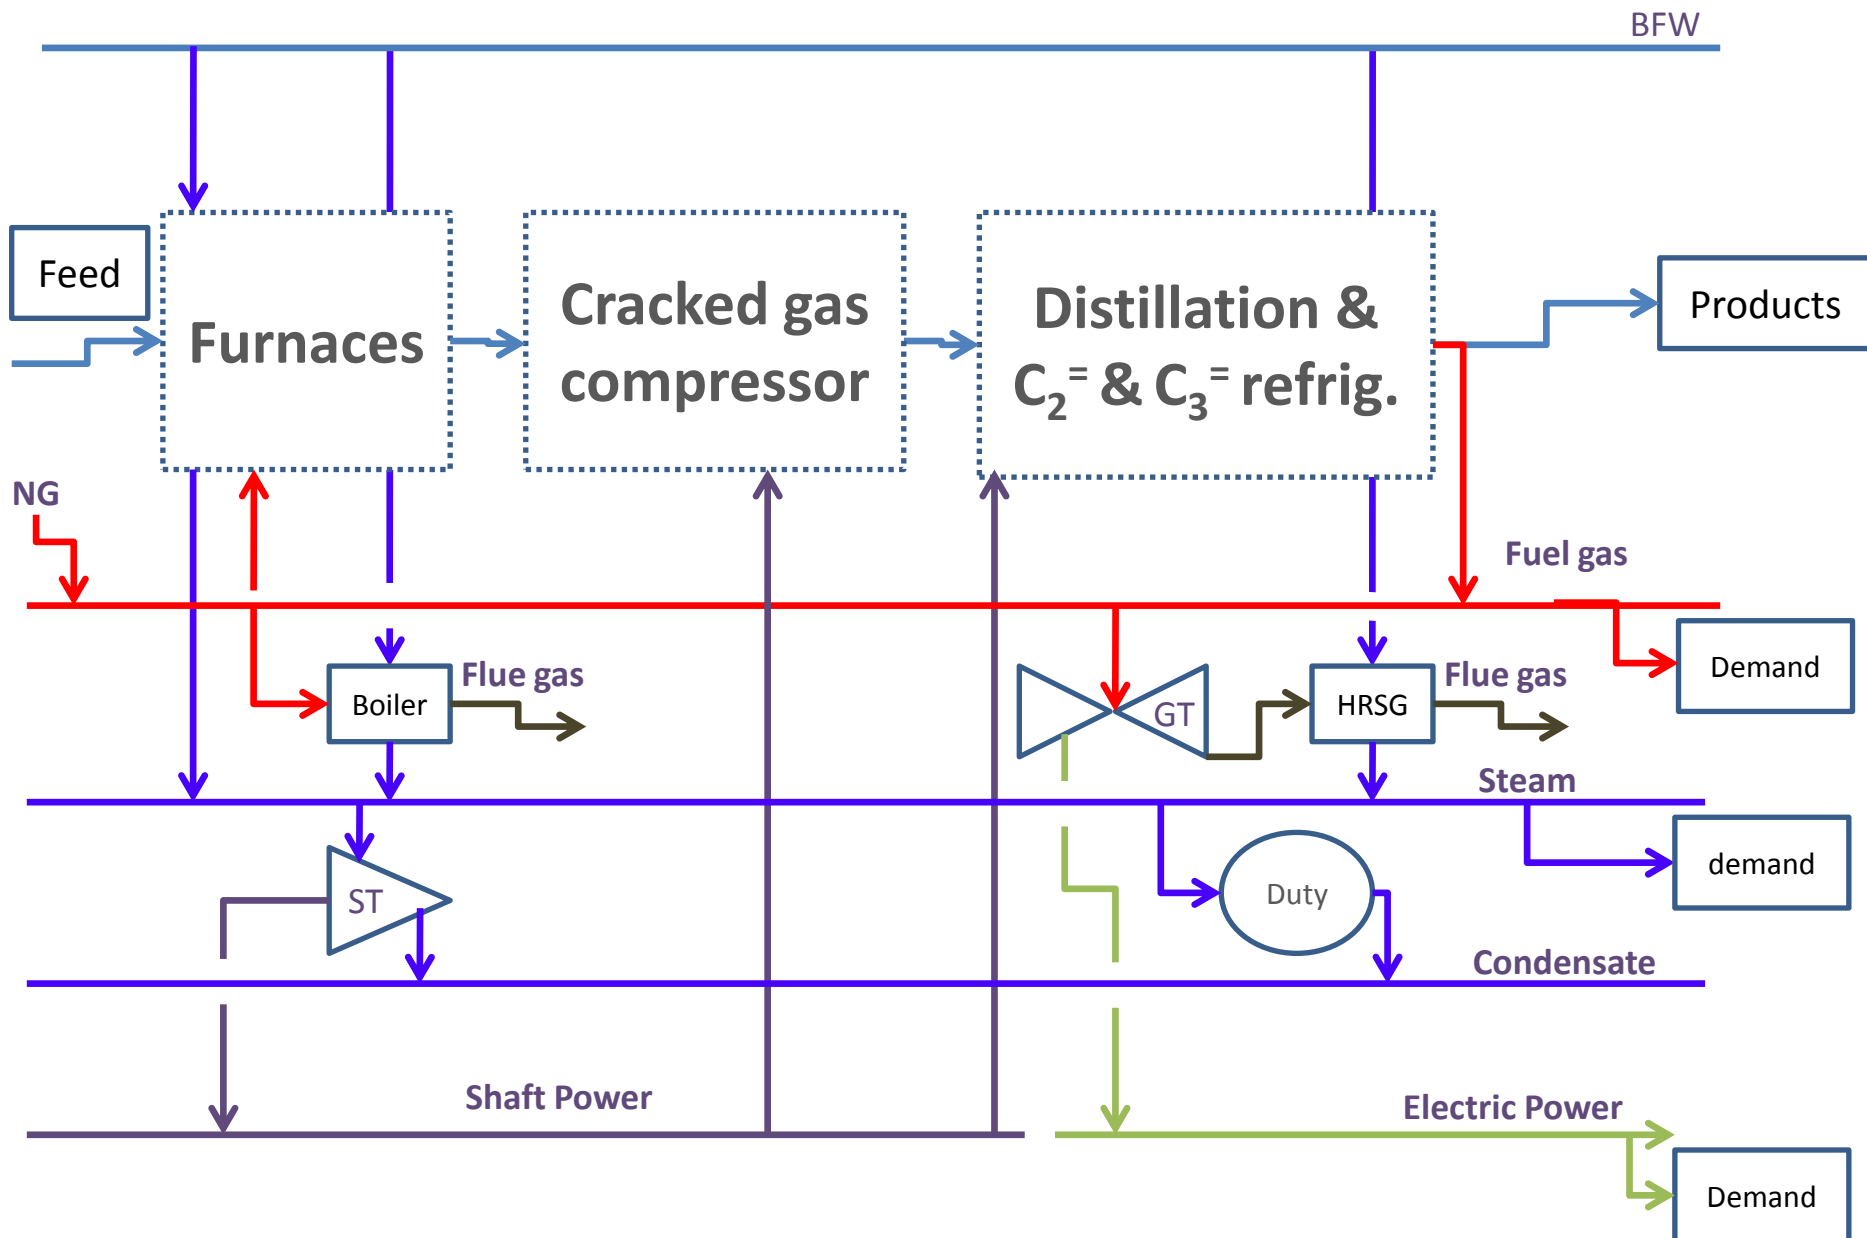 BFW
Feed
Furnaces
Cracked gas
compressor
Distillation &
C₂⁼ & C₃⁼ refrig.
Products
NG
Fuel gas
Boiler
Flue gas
GT
HRSG
Flue gas
Demand
Steam
ST
Duty
demand
Condensate
Shaft Power
Electric Power
Demand